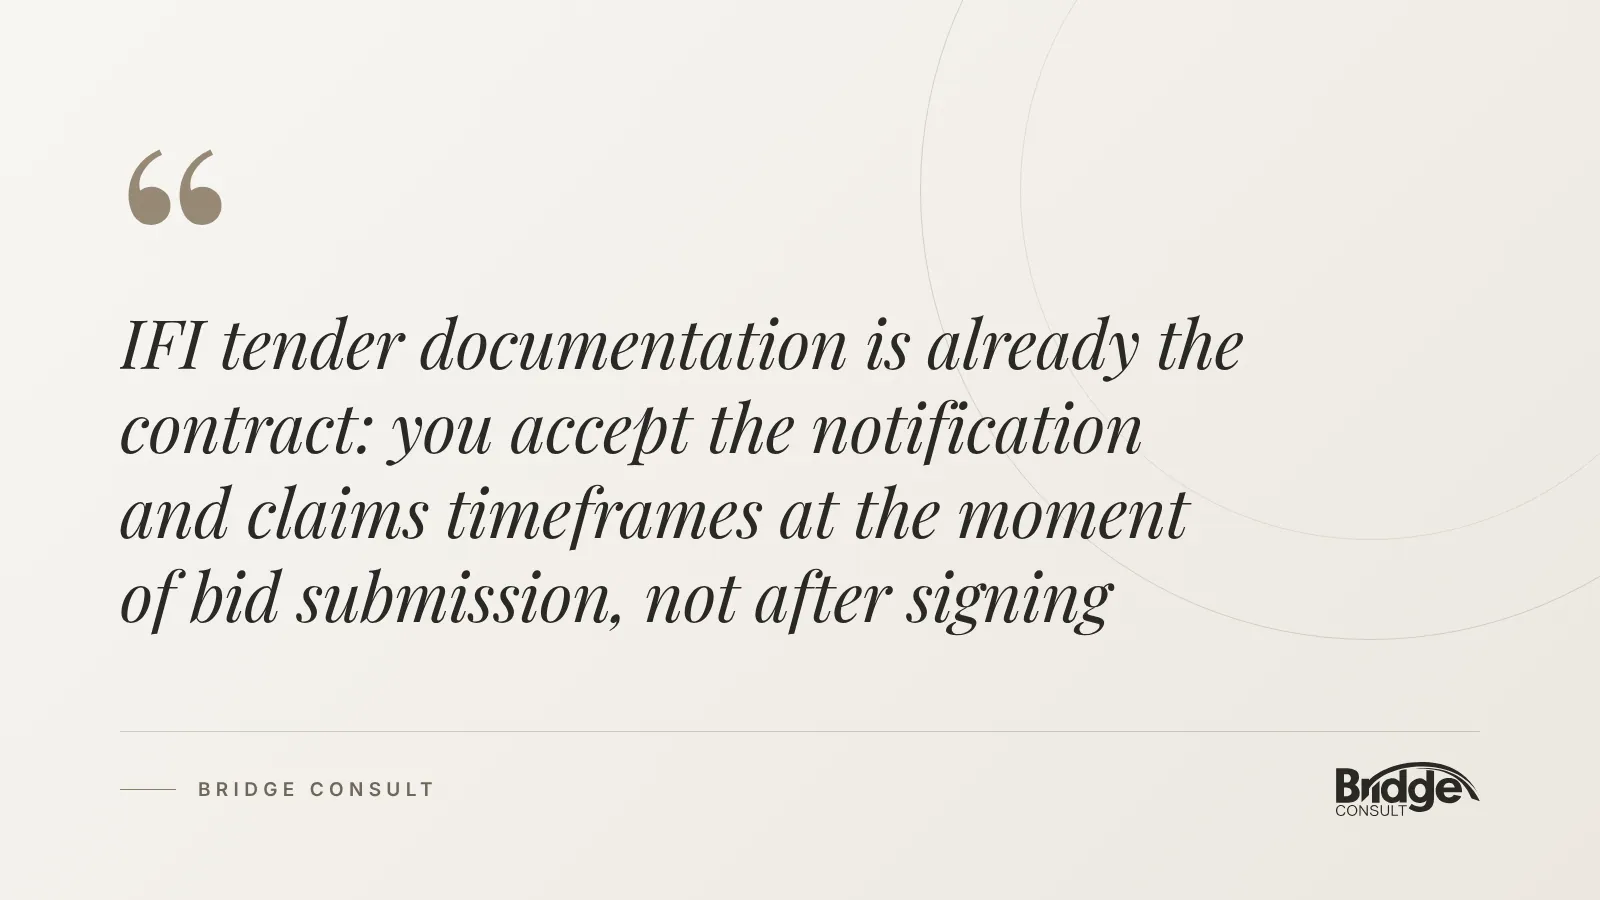 “
IFI tender documentation is already the
contract: you accept the notification
and claims timeframes at the moment
of bid submission, not after signing
BRIDGE CONSULT
Bridge
CONSULT